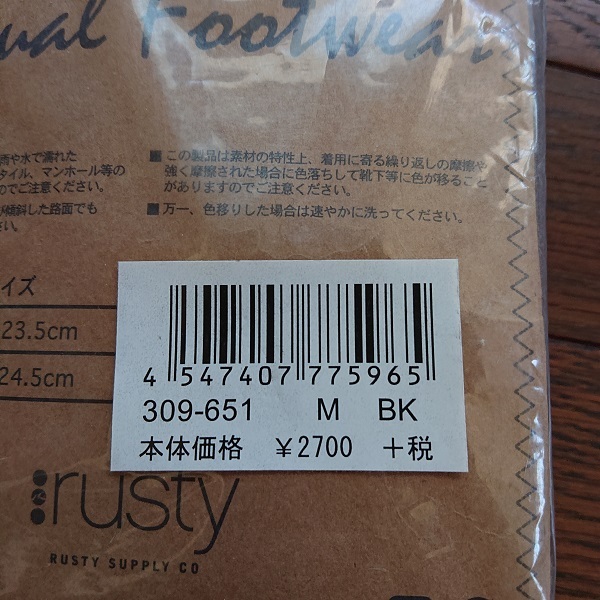 ual Footwear
雨や水で濡れた
タイル、マンホール等の
のでご注意ください。
傾斜した路面でも
さい。
■ この製品は素材の特性上、着用に寄る繰り返しの摩擦や
強く摩擦された場合に色落ちして靴下等に色が移ること
がありますのでご注意ください。
■ 万一、色移りした場合は速やかに洗ってください。
イズ
23.5cm
24.5cm
4 547407 775965
309-651 M BK
本体価格 ¥2700 +税
rusty
RUSTY SUPPLY CO